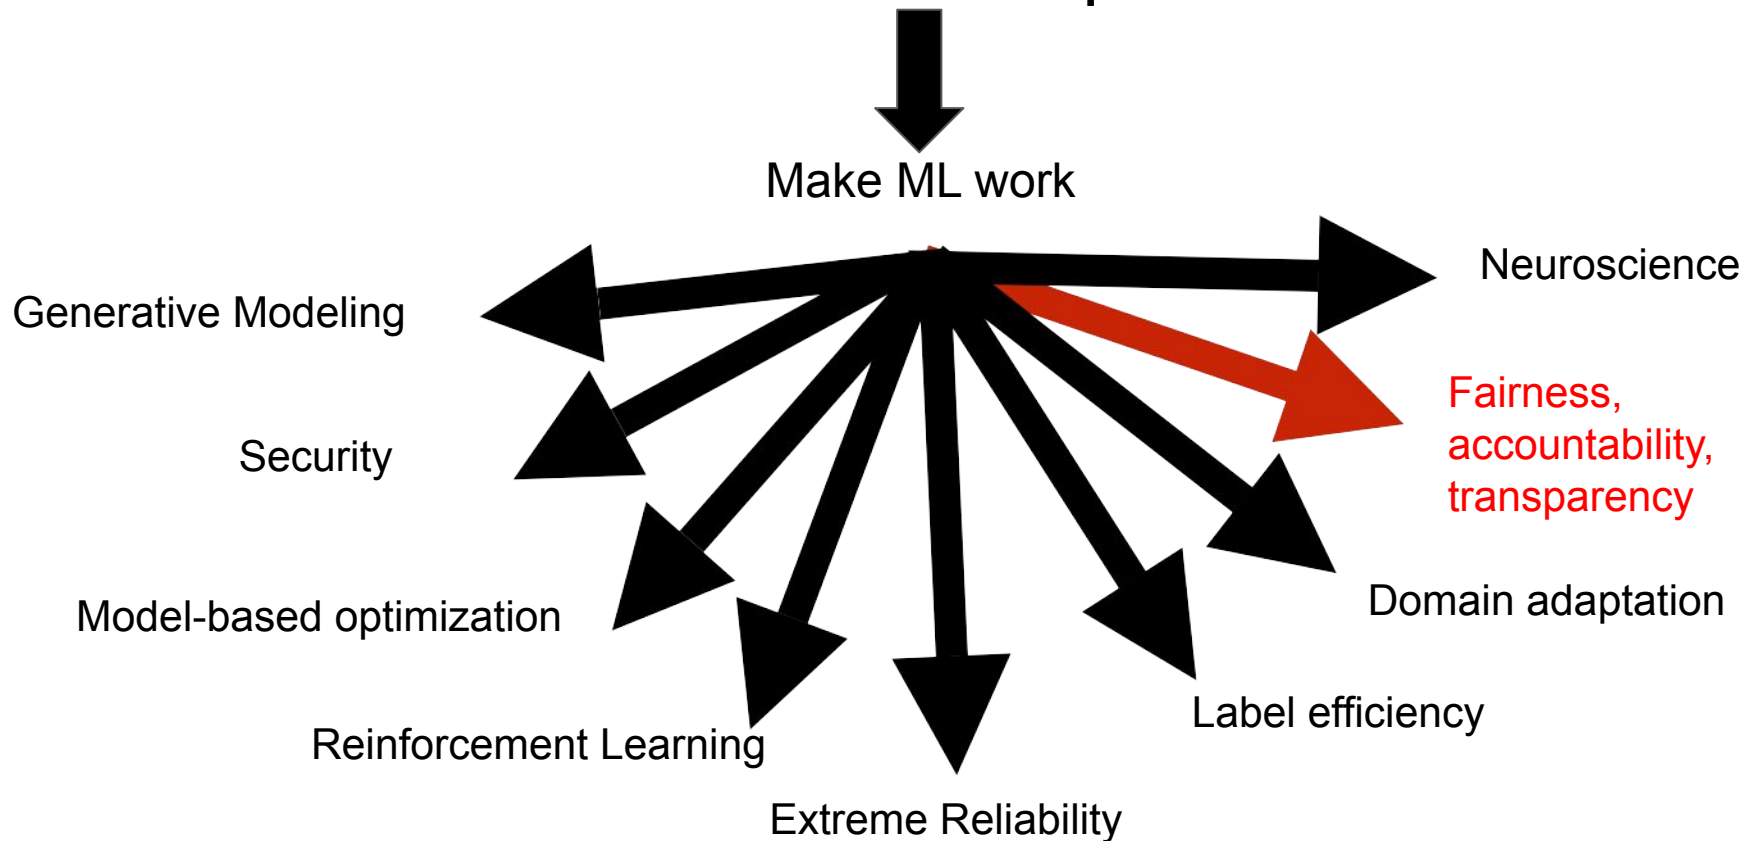 Make ML work
Neuroscience
Generative Modeling
Fairness,
accountability,
transparency
Security
Domain adaptation
Model-based optimization
Label efficiency
Reinforcement Learning
Extreme Reliability